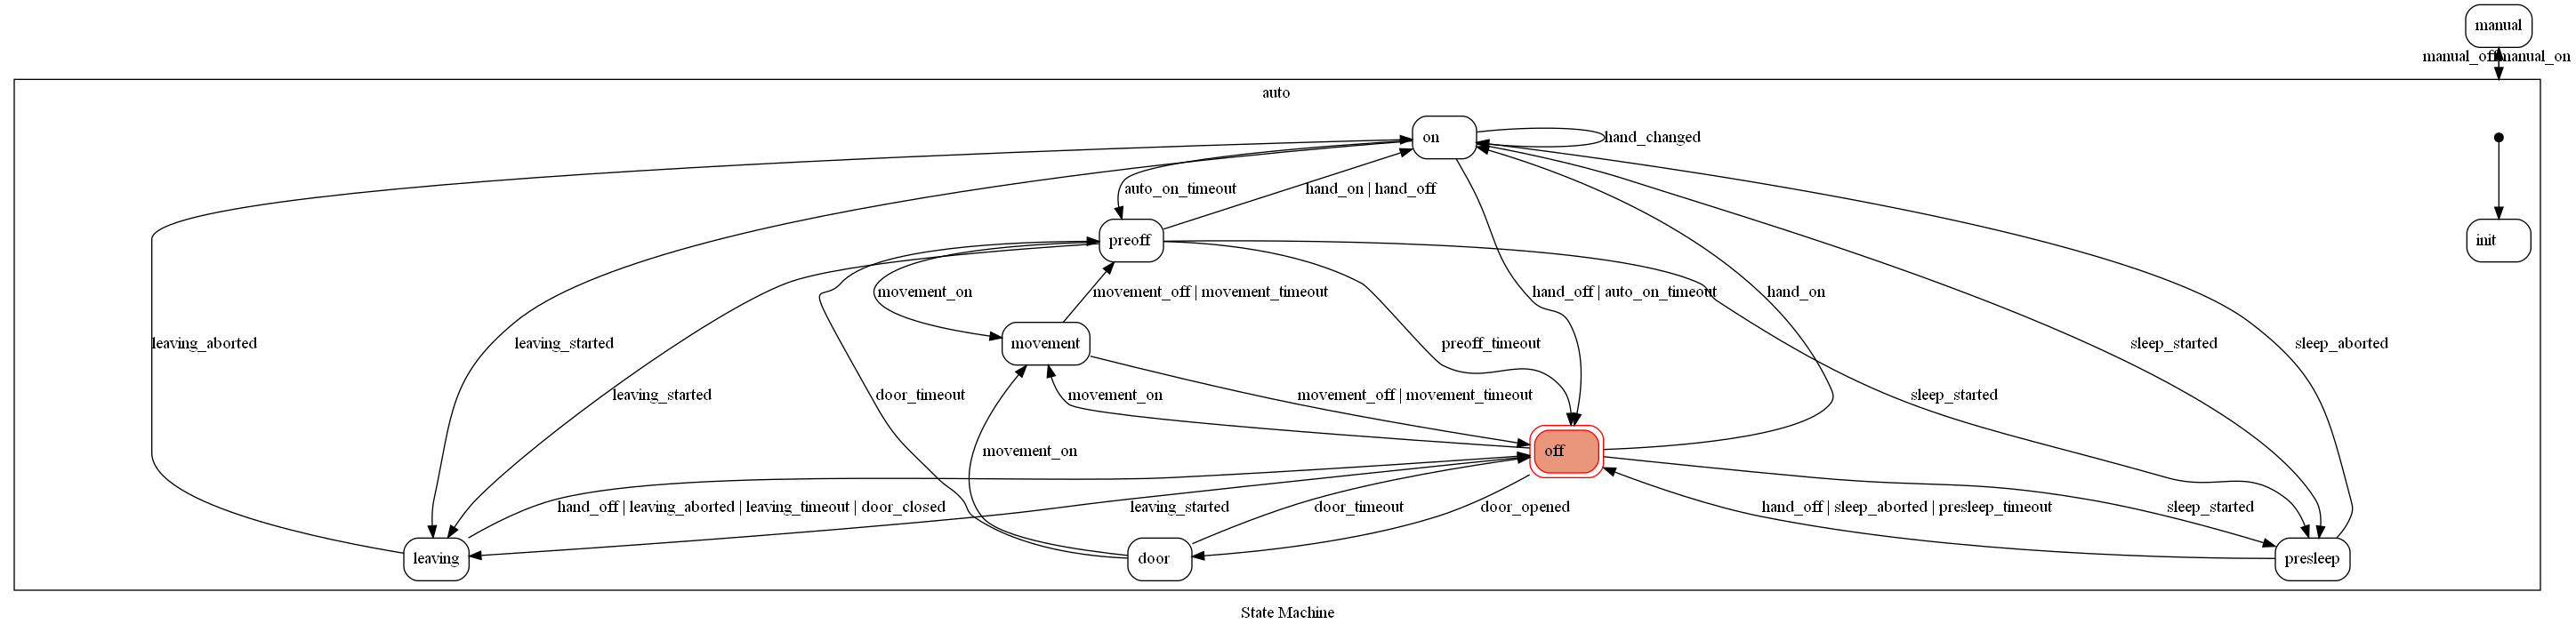 manual
manual_off
manual_on
auto
on
hand_changed
auto_on_timeout
hand_on | hand_off
preoff
init
movement_on
movement_off | movement_timeout
hand_off | auto_on_timeout
hand_on
leaving_aborted
leaving_started
movement
preoff_timeout
sleep_started
sleep_aborted
leaving_started
door_timeout
movement_on
movement_off | movement_timeout
sleep_started
movement_on
off
hand_off | leaving_aborted | leaving_timeout | door_closed
leaving_started
door_timeout
door_opened
hand_off | sleep_aborted | presleep_timeout
sleep_started
leaving
door
presleep
State Machine